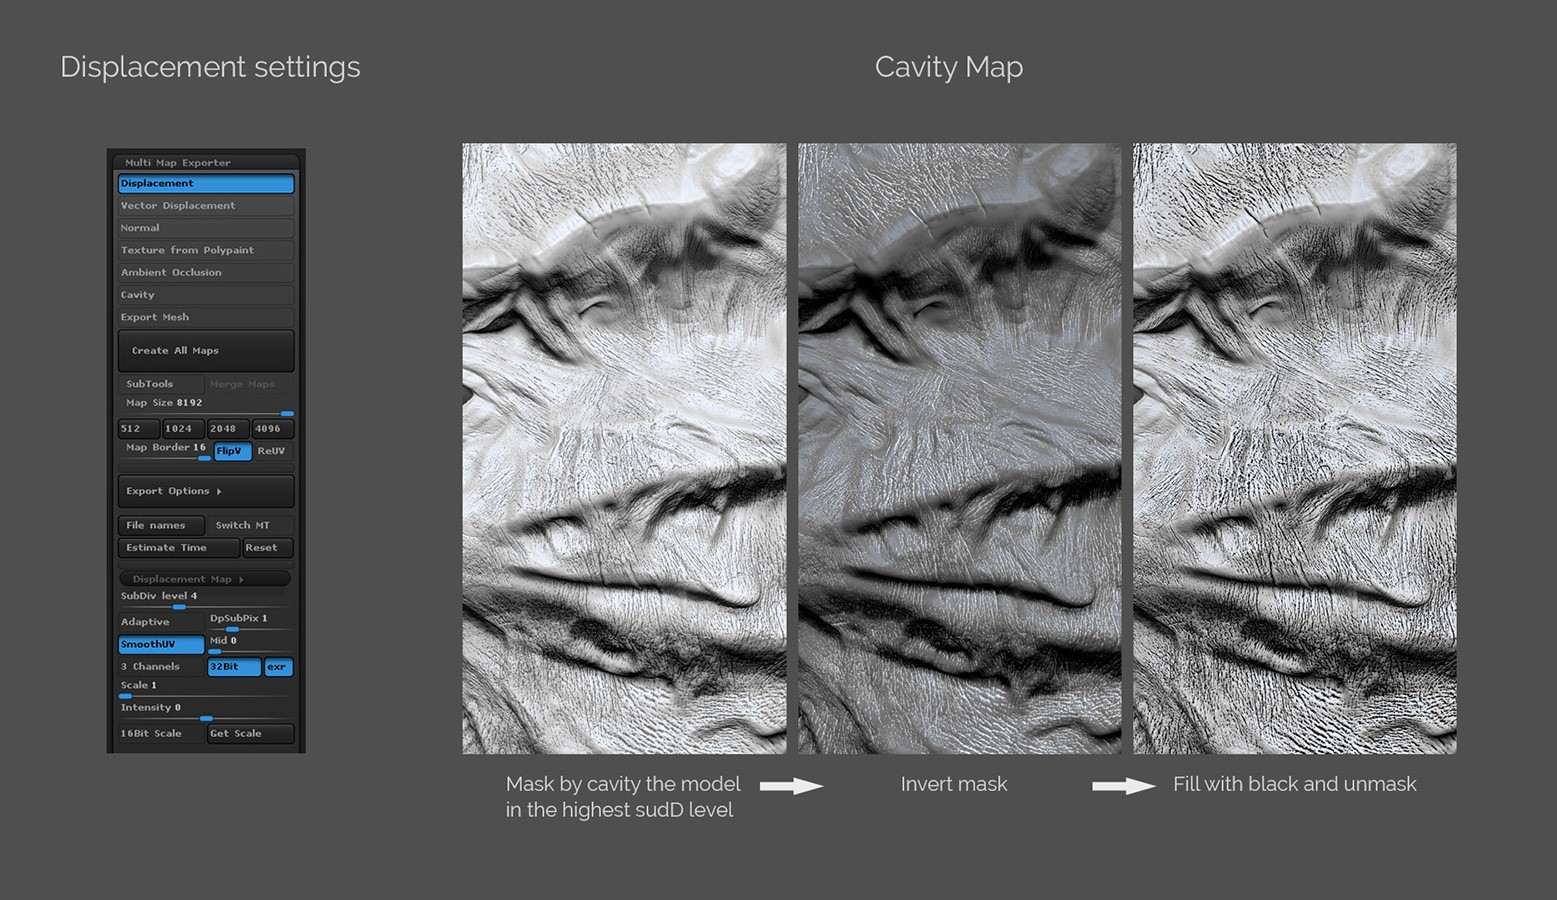 Displacement settings
Cavity Map
Multi Map Exporter
Displacement
Vector Displacement
Normal
Texture from Polypaint
Ambient Occlusion
Cavity
Export Mesh
Create All Maps
SubTools Merge Maps
Map Size 8192
512 1024 2048 4096
Map Border 16 FlipV ReUV
Export Options
File names Switch MT
Estimate Time Reset
Displacement Map
SubDiv level 4
Adaptive DpSubPix 1
SmoothUV Mid 0
3 Channels 32Bit exr
Scale 1
Intensity 0
16Bit Scale Get Scale
Mask by cavity the model
in the highest sudD level
Invert mask
Fill with black and unmask